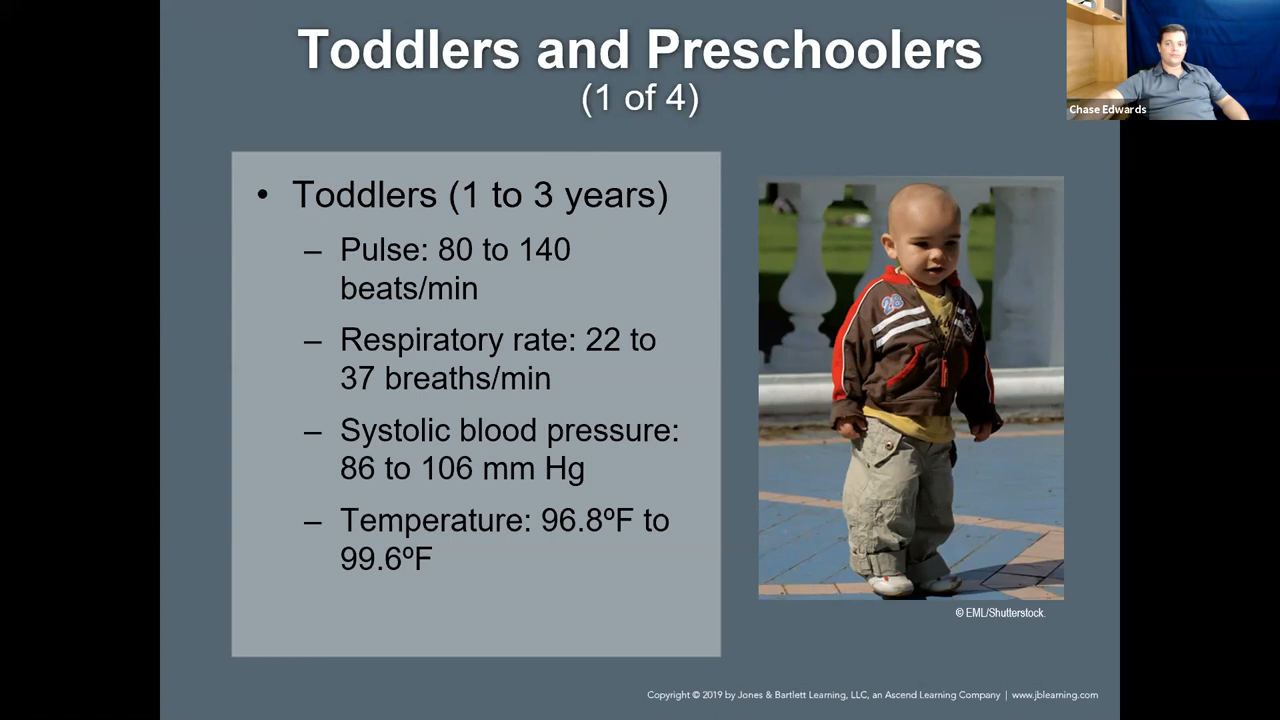 Toddlers and Preschoolers
(1 of 4)
Chase Edwards
• Toddlers (1 to 3 years)
– Pulse: 80 to 140
beats/min
– Respiratory rate: 22 to
37 breaths/min
– Systolic blood pressure:
86 to 106 mm Hg
– Temperature: 96.8ºF to
99.6ºF
28
© EML/Shutterstock.
Copyright © 2019 by Jones & Bartlett Learning, LLC, an Ascend Learning Company | www.jblearning.com